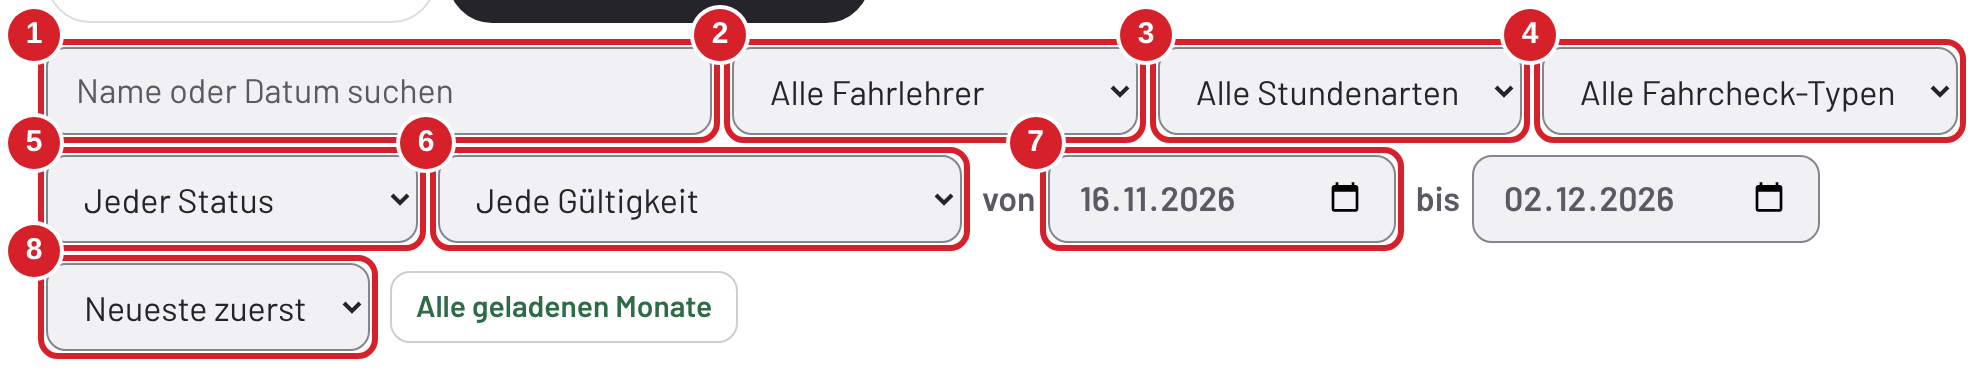 1 2 3 4
Name oder Datum suchen Alle Fahrlehrer Alle Stundenarten Alle Fahrcheck-Typen
5 6 7
Jeder Status Jede Gültigkeit von 16.11.2026 bis 02.12.2026
8
Neueste zuerst Alle geladenen Monate